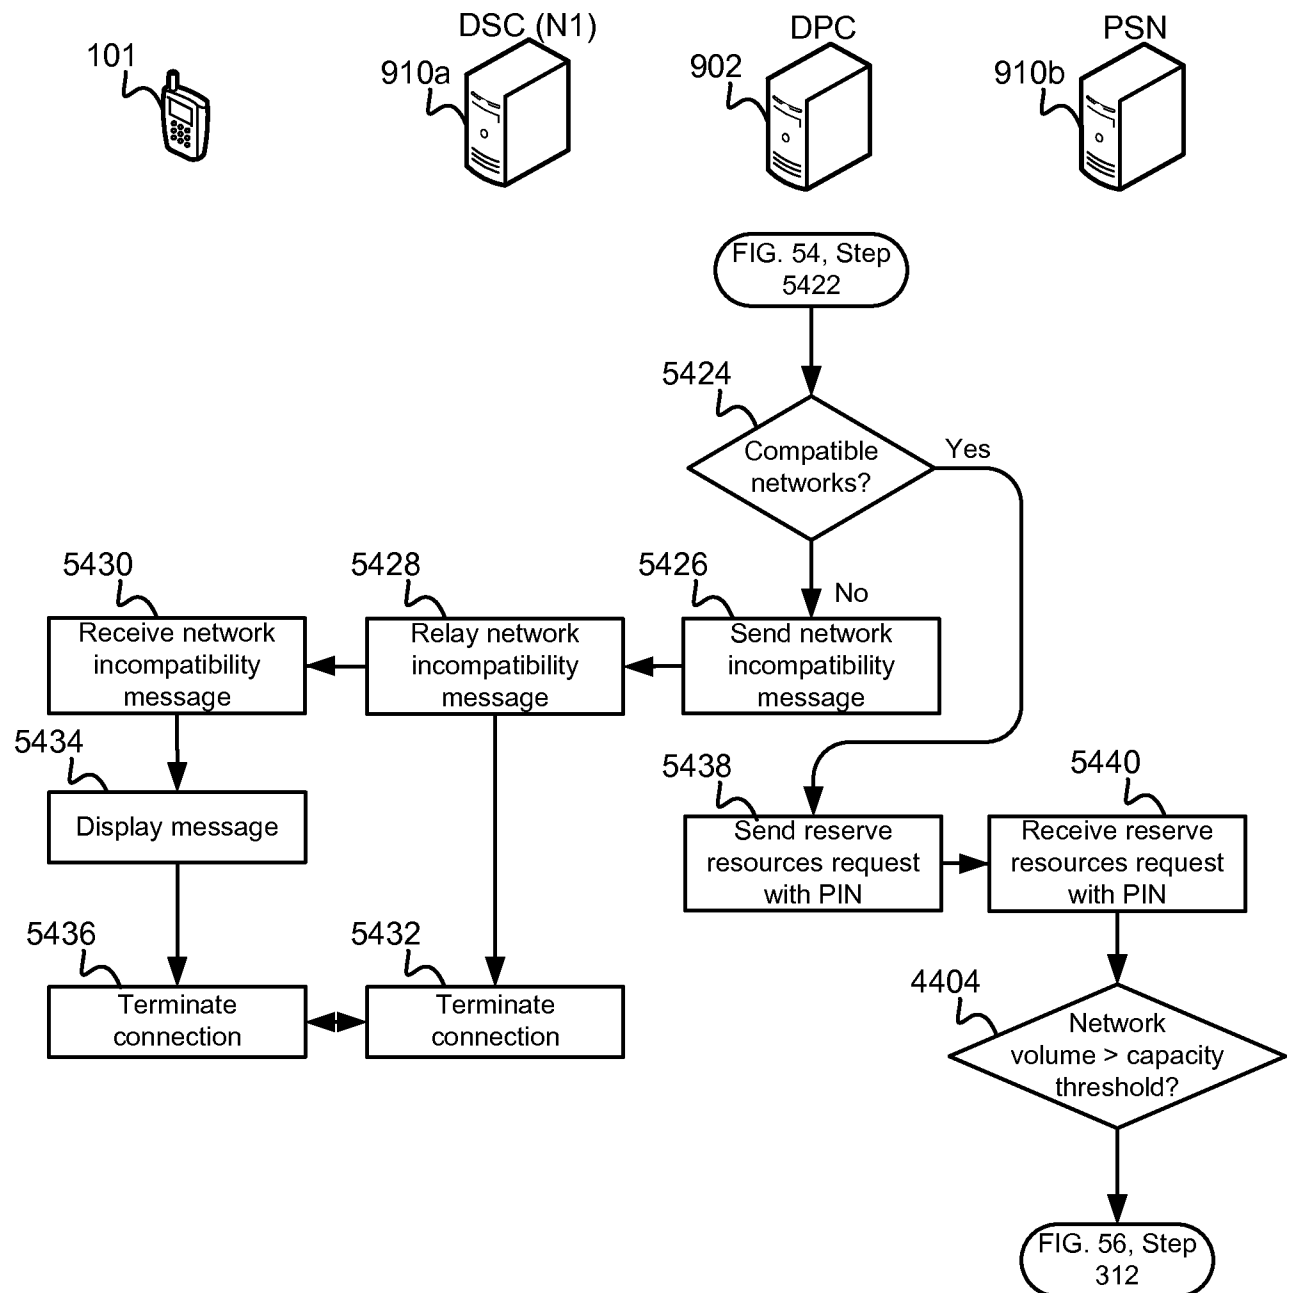 DSC (N1)
DPC
PSN
101
910a
902
910b
FIG. 54, Step
5422
5424
Compatible
networks?
Yes
No
5430
5428
5426
Receive network
incompatibility
message
Relay network
incompatibility
message
Send network
incompatibility
message
5434
Display message
5438
Send reserve
resources request
with PIN
5440
Receive reserve
resources request
with PIN
5436
Terminate
connection
5432
Terminate
connection
4404
Network
volume > capacity
threshold?
FIG. 56, Step
312